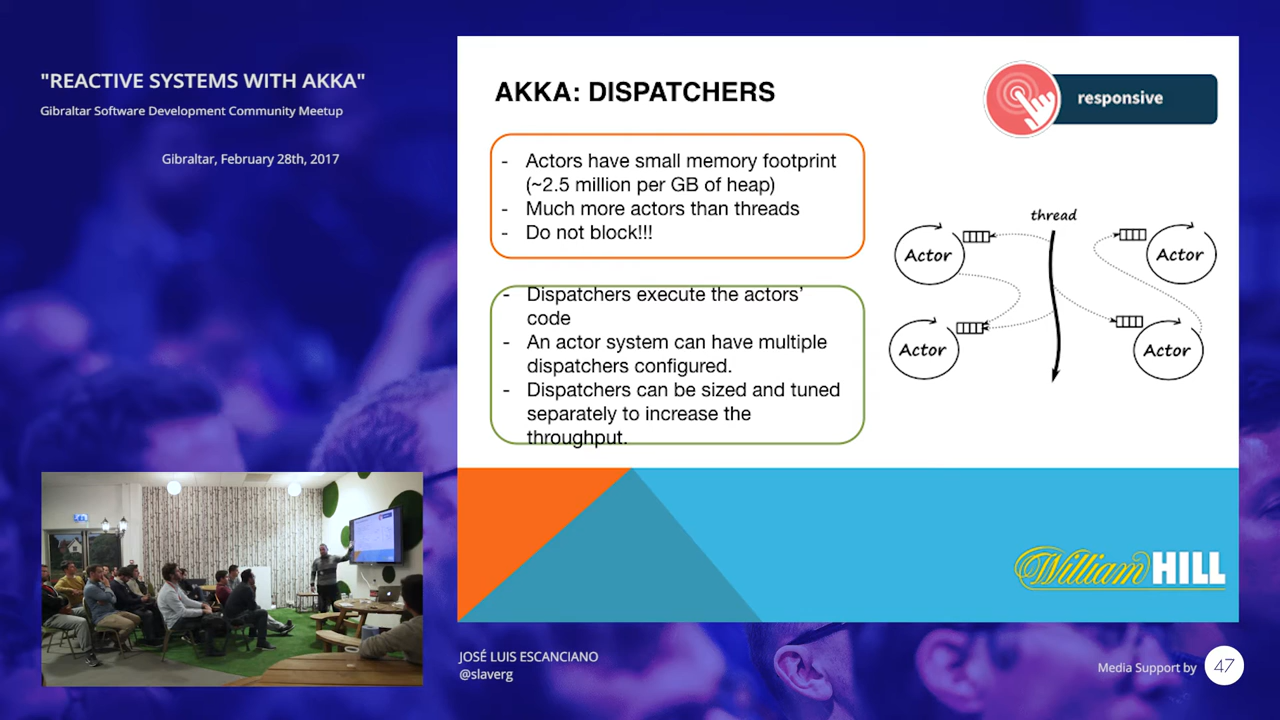 "REACTIVE SYSTEMS WITH AKKA"
Gibraltar Software Development Community Meetup
Gibraltar, February 28th, 2017
AKKA: DISPATCHERS
responsive
- Actors have small memory footprint
(~2.5 million per GB of heap)
- Much more actors than threads
- Do not block!!!
- Dispatchers execute the actors’
code
- An actor system can have multiple
dispatchers configured.
- Dispatchers can be sized and tuned
separately to increase the
throughput.
thread
Actor
Actor
Actor
Actor
William HILL
JOSÉ LUIS ESCANCIANO
@slaverg
Media Support by 47